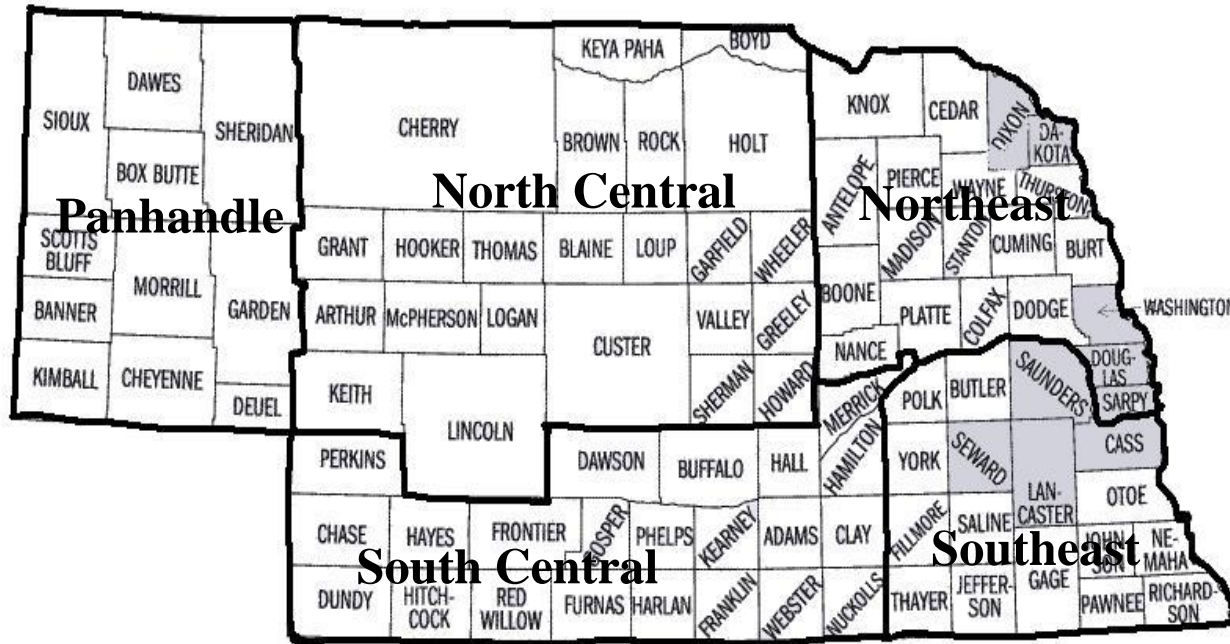 KEYA PAHA
BOYD
DAWES
SIOUX
SHERIDAN
CHERRY
BROWN
ROCK
HOLT
KNOX
CEDAR
DIXON
DA-
KOTA
BOX BUTTE
Panhandle
North Central
Northeast
ANTELOPE
PIERCE
WAYNE
THURSTON
SCOTTS
BLUFF
MORRILL
GARDEN
GRANT
HOOKER
THOMAS
BLAINE
LOUP
GARFIELD
WHEELER
MADISON
STANTON
CUMING
BURT
BANNER
ARTHUR
McPHERSON
LOGAN
CUSTER
VALLEY
GREELEY
BOONE
PLATTE
COLFAX
DODGE
WASHINGTON
NANCE
KIMBALL
CHEYENNE
DEUEL
KEITH
LINCOLN
SHERMAN
HOWARD
MERRICK
POLK
BUTLER
SAUNDERS
DOUG-
LAS
SARPY
PERKINS
DAWSON
BUFFALO
HALL
HAMILTON
YORK
SEWARD
LAN-
CASTER
CASS
OTOE
CHASE
HAYES
FRONTIER
GOSPER
PHELPS
KEARNEY
ADAMS
CLAY
FILLMORE
SALINE
JOHN-
SON
NE-
MAHA
South Central
Southeast
DUNDY
HITCH-
COCK
RED
WILLOW
FURNAS
HARLAN
FRANKLIN
WEBSTER
NUCKOLLS
THAYER
JEFFER-
SON
GAGE
PAWNEE
RICHARD-
SON